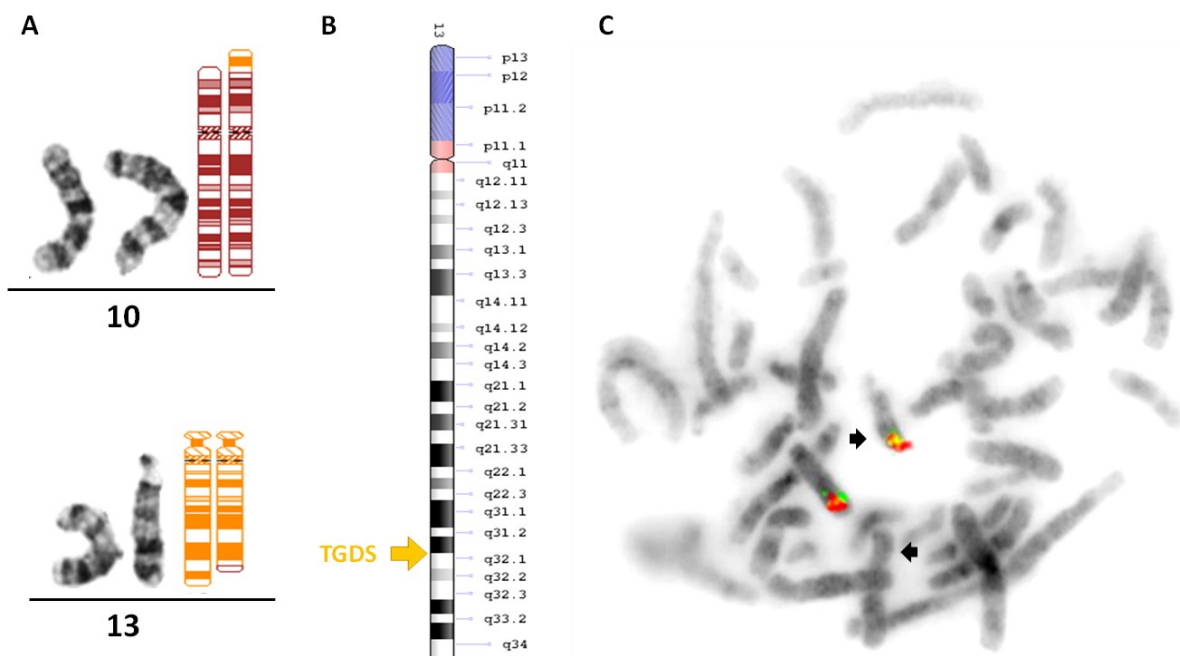 A
B
C
10
13
13
p13
p12
p11.2
p11.1
q11
q12.11
q12.13
q12.3
q13.1
q13.3
q14.11
q14.12
q14.2
q14.3
q21.1
q21.2
q21.31
q21.33
q22.1
q22.3
q31.1
q31.2
q32.1
q32.2
q32.3
q33.2
q34
TGDS